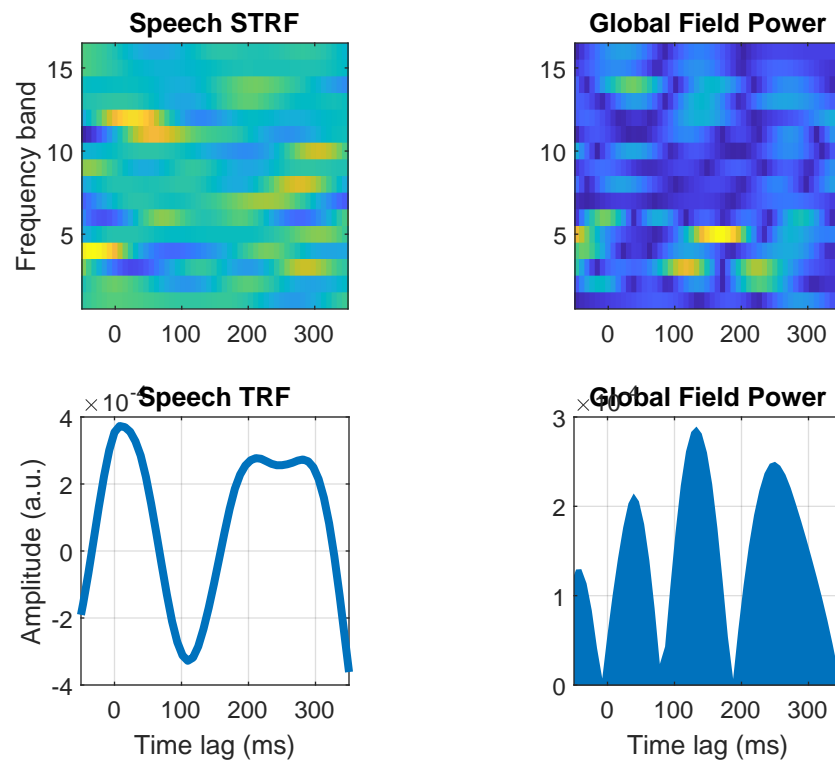 Speech STRF
Frequency band
15
10
5
0 100 200 300
Global Field Power
15
10
5
0 100 200 300
×10^-4
Speech TRF
Amplitude (a.u.)
4
2
0
-2
-4
0 100 200 300
Time lag (ms)
Global Field Power
3
2
1
0
0 100 200 300
Time lag (ms)